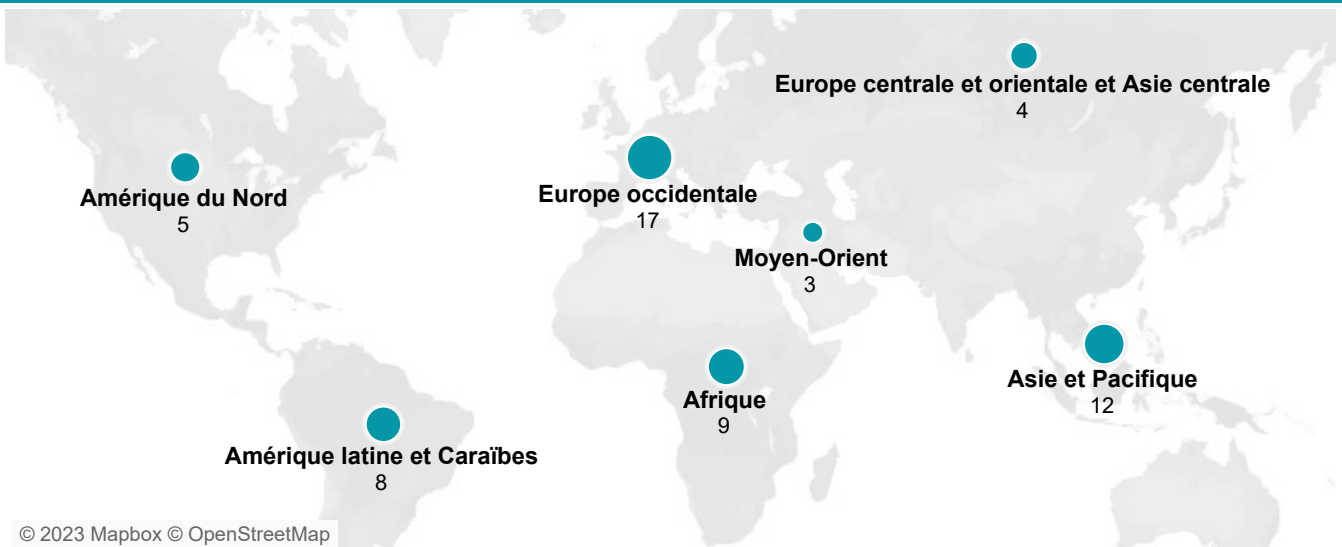 Europe centrale et orientale et Asie centrale
4
Amérique du Nord
5
Europe occidentale
17
Moyen-Orient
3
Asie et Pacifique
12
Afrique
9
Amérique latine et Caraïbes
8
© 2023 Mapbox © OpenStreetMap